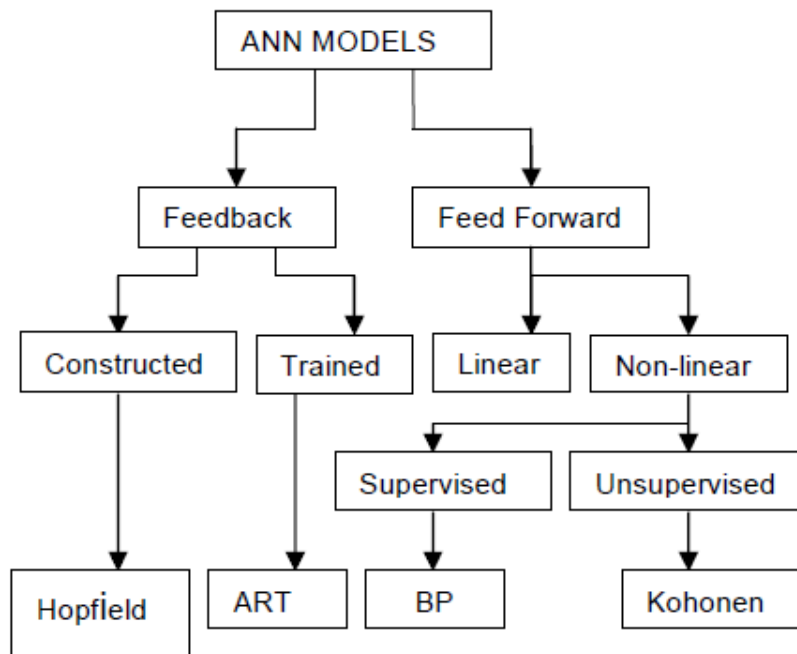 ANN MODELS
Feedback
Feed Forward
Constructed
Trained
Linear
Non-linear
Supervised
Unsupervised
Hopfield
ART
BP
Kohonen